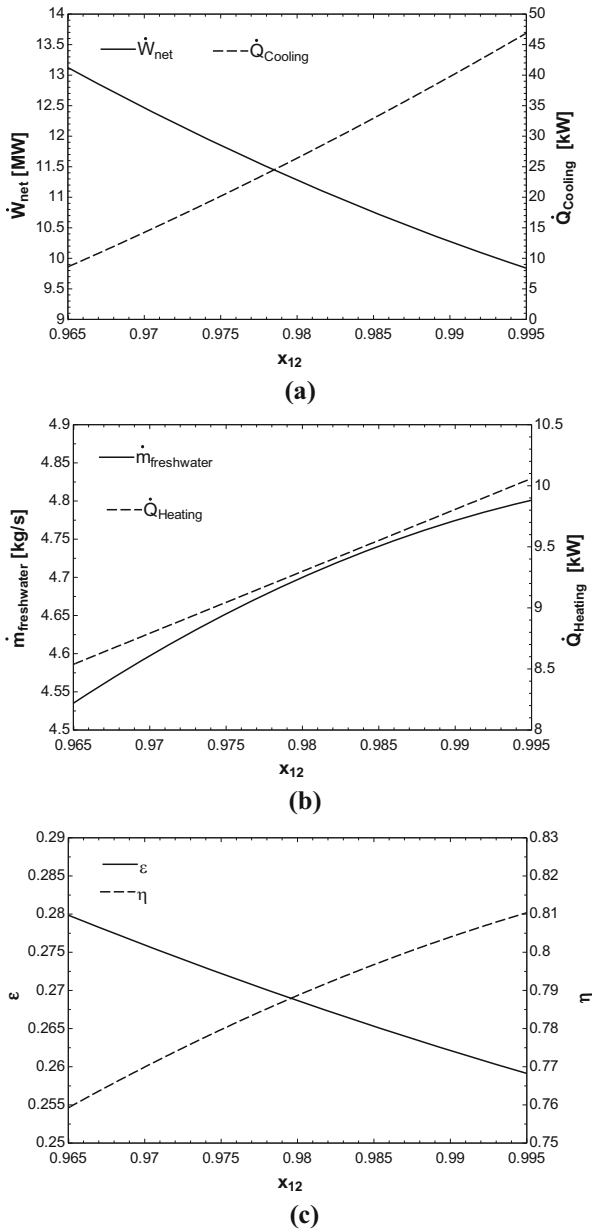 Ẇnet Q̇Cooling
14
13.5
13
12.5
12
11.5
11
10.5
10
9.5
9
Ẇnet [MW]
50
45
40
35
30
25
20
15
10
5
0
Q̇Cooling [kW]
0.965 0.97 0.975 0.98 0.985 0.99 0.995
x12
(a)
ṁfreshwater
Q̇Heating
4.9
4.85
4.8
4.75
4.7
4.65
4.6
4.55
4.5
ṁfreshwater [kg/s]
10.5
10
9.5
9
8.5
8
Q̇Heating [kW]
0.965 0.97 0.975 0.98 0.985 0.99 0.995
x12
(b)
ε
η
0.29
0.285
0.28
0.275
0.27
0.265
0.26
0.255
0.25
ε
0.83
0.82
0.81
0.8
0.79
0.78
0.77
0.76
0.75
η
0.965 0.97 0.975 0.98 0.985 0.99 0.995
x12
(c)